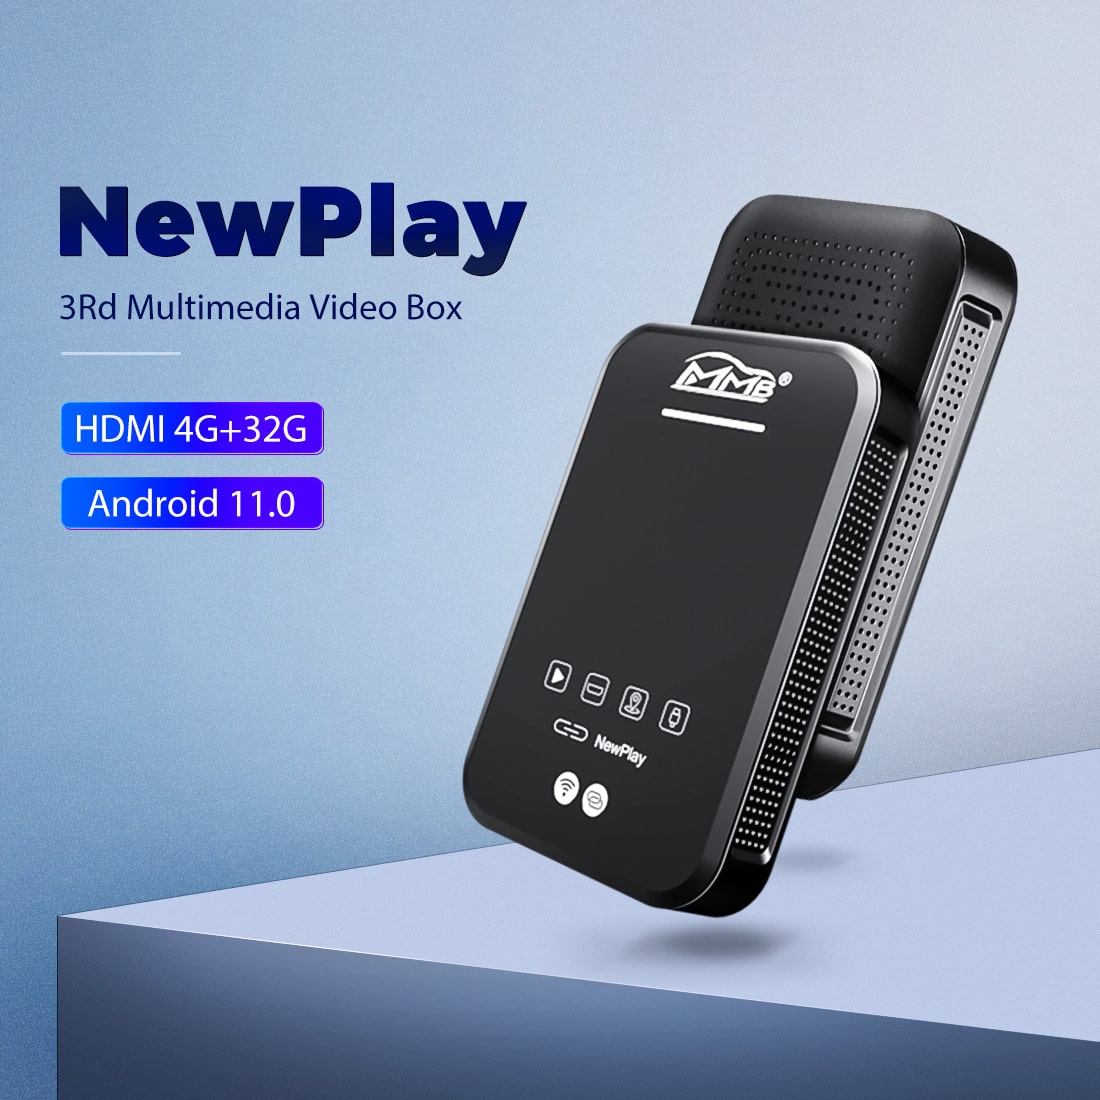 NewPlay
3Rd Multimedia Video Box
HDMI 4G+32G
Android 11.0
MMB®
NewPlay